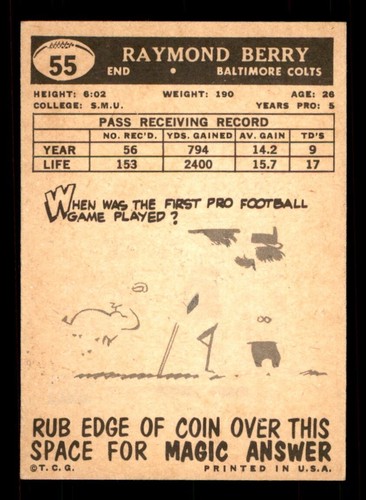 55
RAYMOND BERRY
END • BALTIMORE COLTS
HEIGHT: 6:02 WEIGHT: 190 AGE: 26
COLLEGE: S.M.U. YEARS PRO: 5
PASS RECEIVING RECORD
NO. REC'D. YDS. GAINED AV. GAIN TD'S
YEAR 56 794 14.2 9
LIFE 153 2400 15.7 17
WHEN WAS THE FIRST PRO FOOTBALL
GAME PLAYED?
RUB EDGE OF COIN OVER THIS
SPACE FOR MAGIC ANSWER
©T.C.G. PRINTED IN U.S.A.